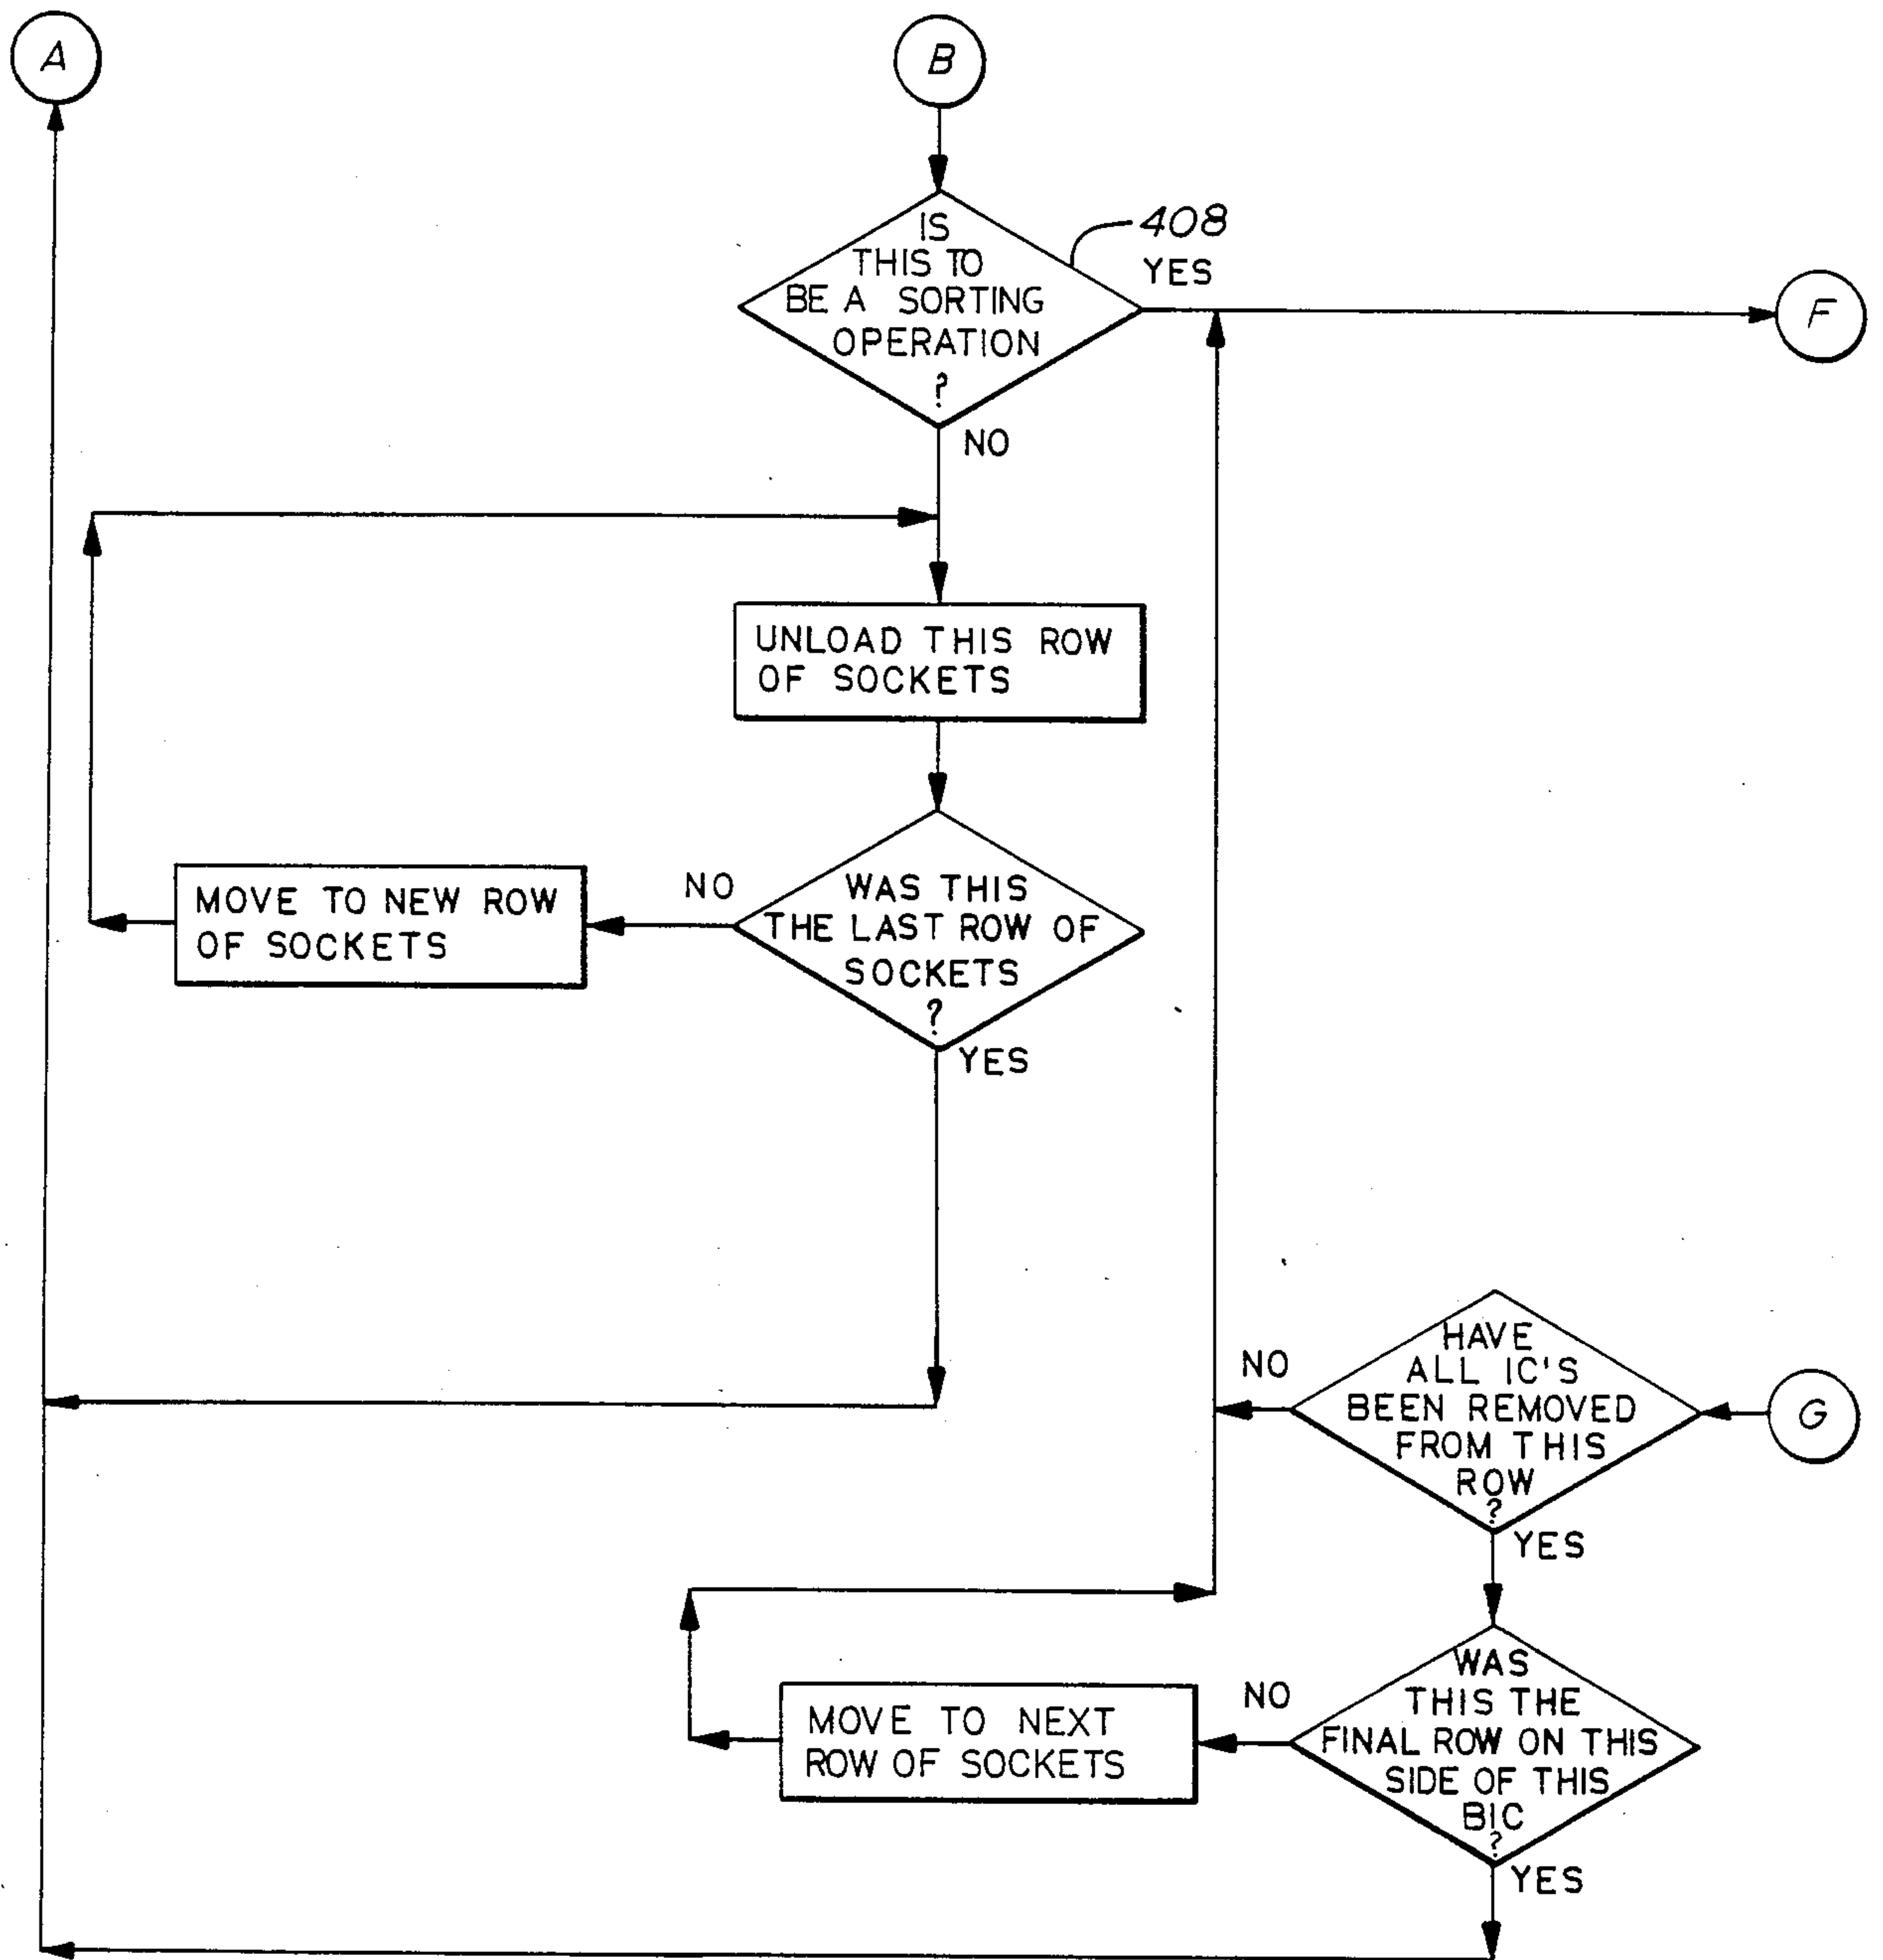 A
B
IS
THIS TO
BE A SORTING
OPERATION
?
408
YES
F
NO
UNLOAD THIS ROW
OF SOCKETS
WAS THIS
THE LAST ROW OF
SOCKETS
?
NO
MOVE TO NEW ROW
OF SOCKETS
YES
HAVE
ALL IC'S
BEEN REMOVED
FROM THIS
ROW
?
NO
G
YES
WAS
THIS THE
FINAL ROW ON THIS
SIDE OF THIS
BIC
?
NO
MOVE TO NEXT
ROW OF SOCKETS
YES